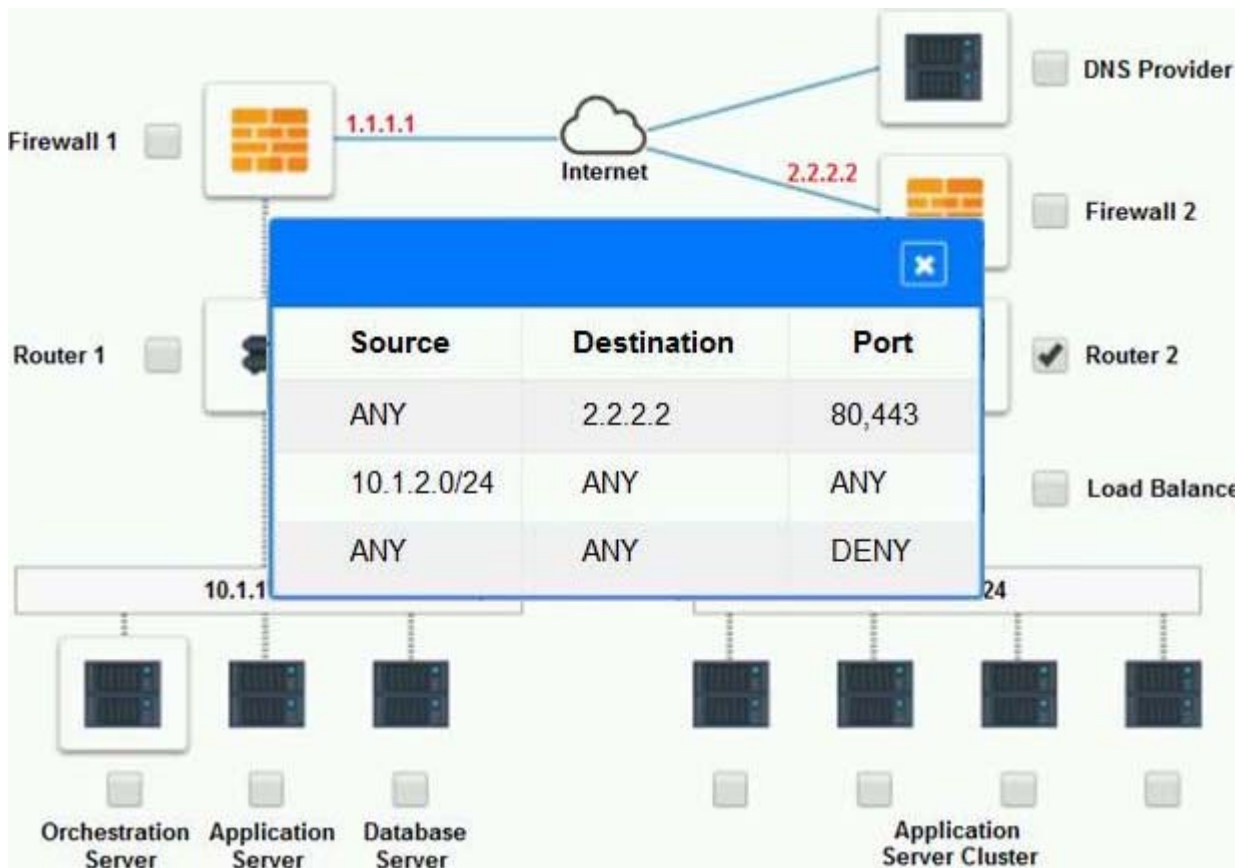 DNS Provider
Firewall 1
1.1.1.1
Internet
2.2.2.2
Firewall 2
Source Destination Port
Router 1
Router 2
ANY 2.2.2.2 80,443
10.1.2.0/24 ANY ANY
Load Balance
ANY ANY DENY
10.1.1
24
Orchestration Server
Application Server
Database Server
Application Server Cluster